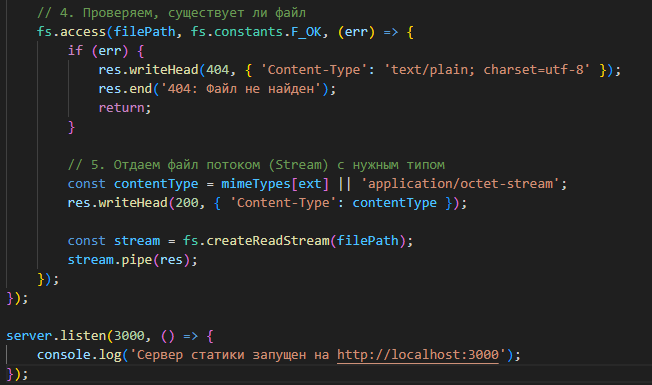 // 4. Проверяем, существует ли файл
fs.access(filePath, fs.constants.F_OK, (err) => {
if (err) {
res.writeHead(404, { 'Content-Type': 'text/plain; charset=utf-8' });
res.end('404: Файл не найден');
return;
}
// 5. Отдаем файл потоком (Stream) с нужным типом
const contentType = mimeTypes[ext] || 'application/octet-stream';
res.writeHead(200, { 'Content-Type': contentType });
const stream = fs.createReadStream(filePath);
stream.pipe(res);
});
});
server.listen(3000, () => {
console.log('Сервер статики запущен на http://localhost:3000');
});